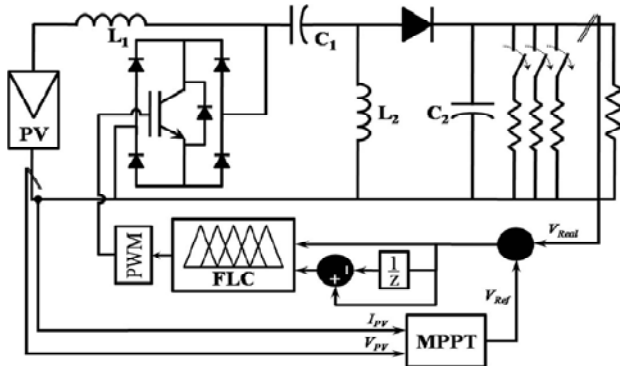 L1
C1
PV
L2
C2
PWM
FLC
+
-
1
Z
VReal
VRef
IPV
VPV
MPPT